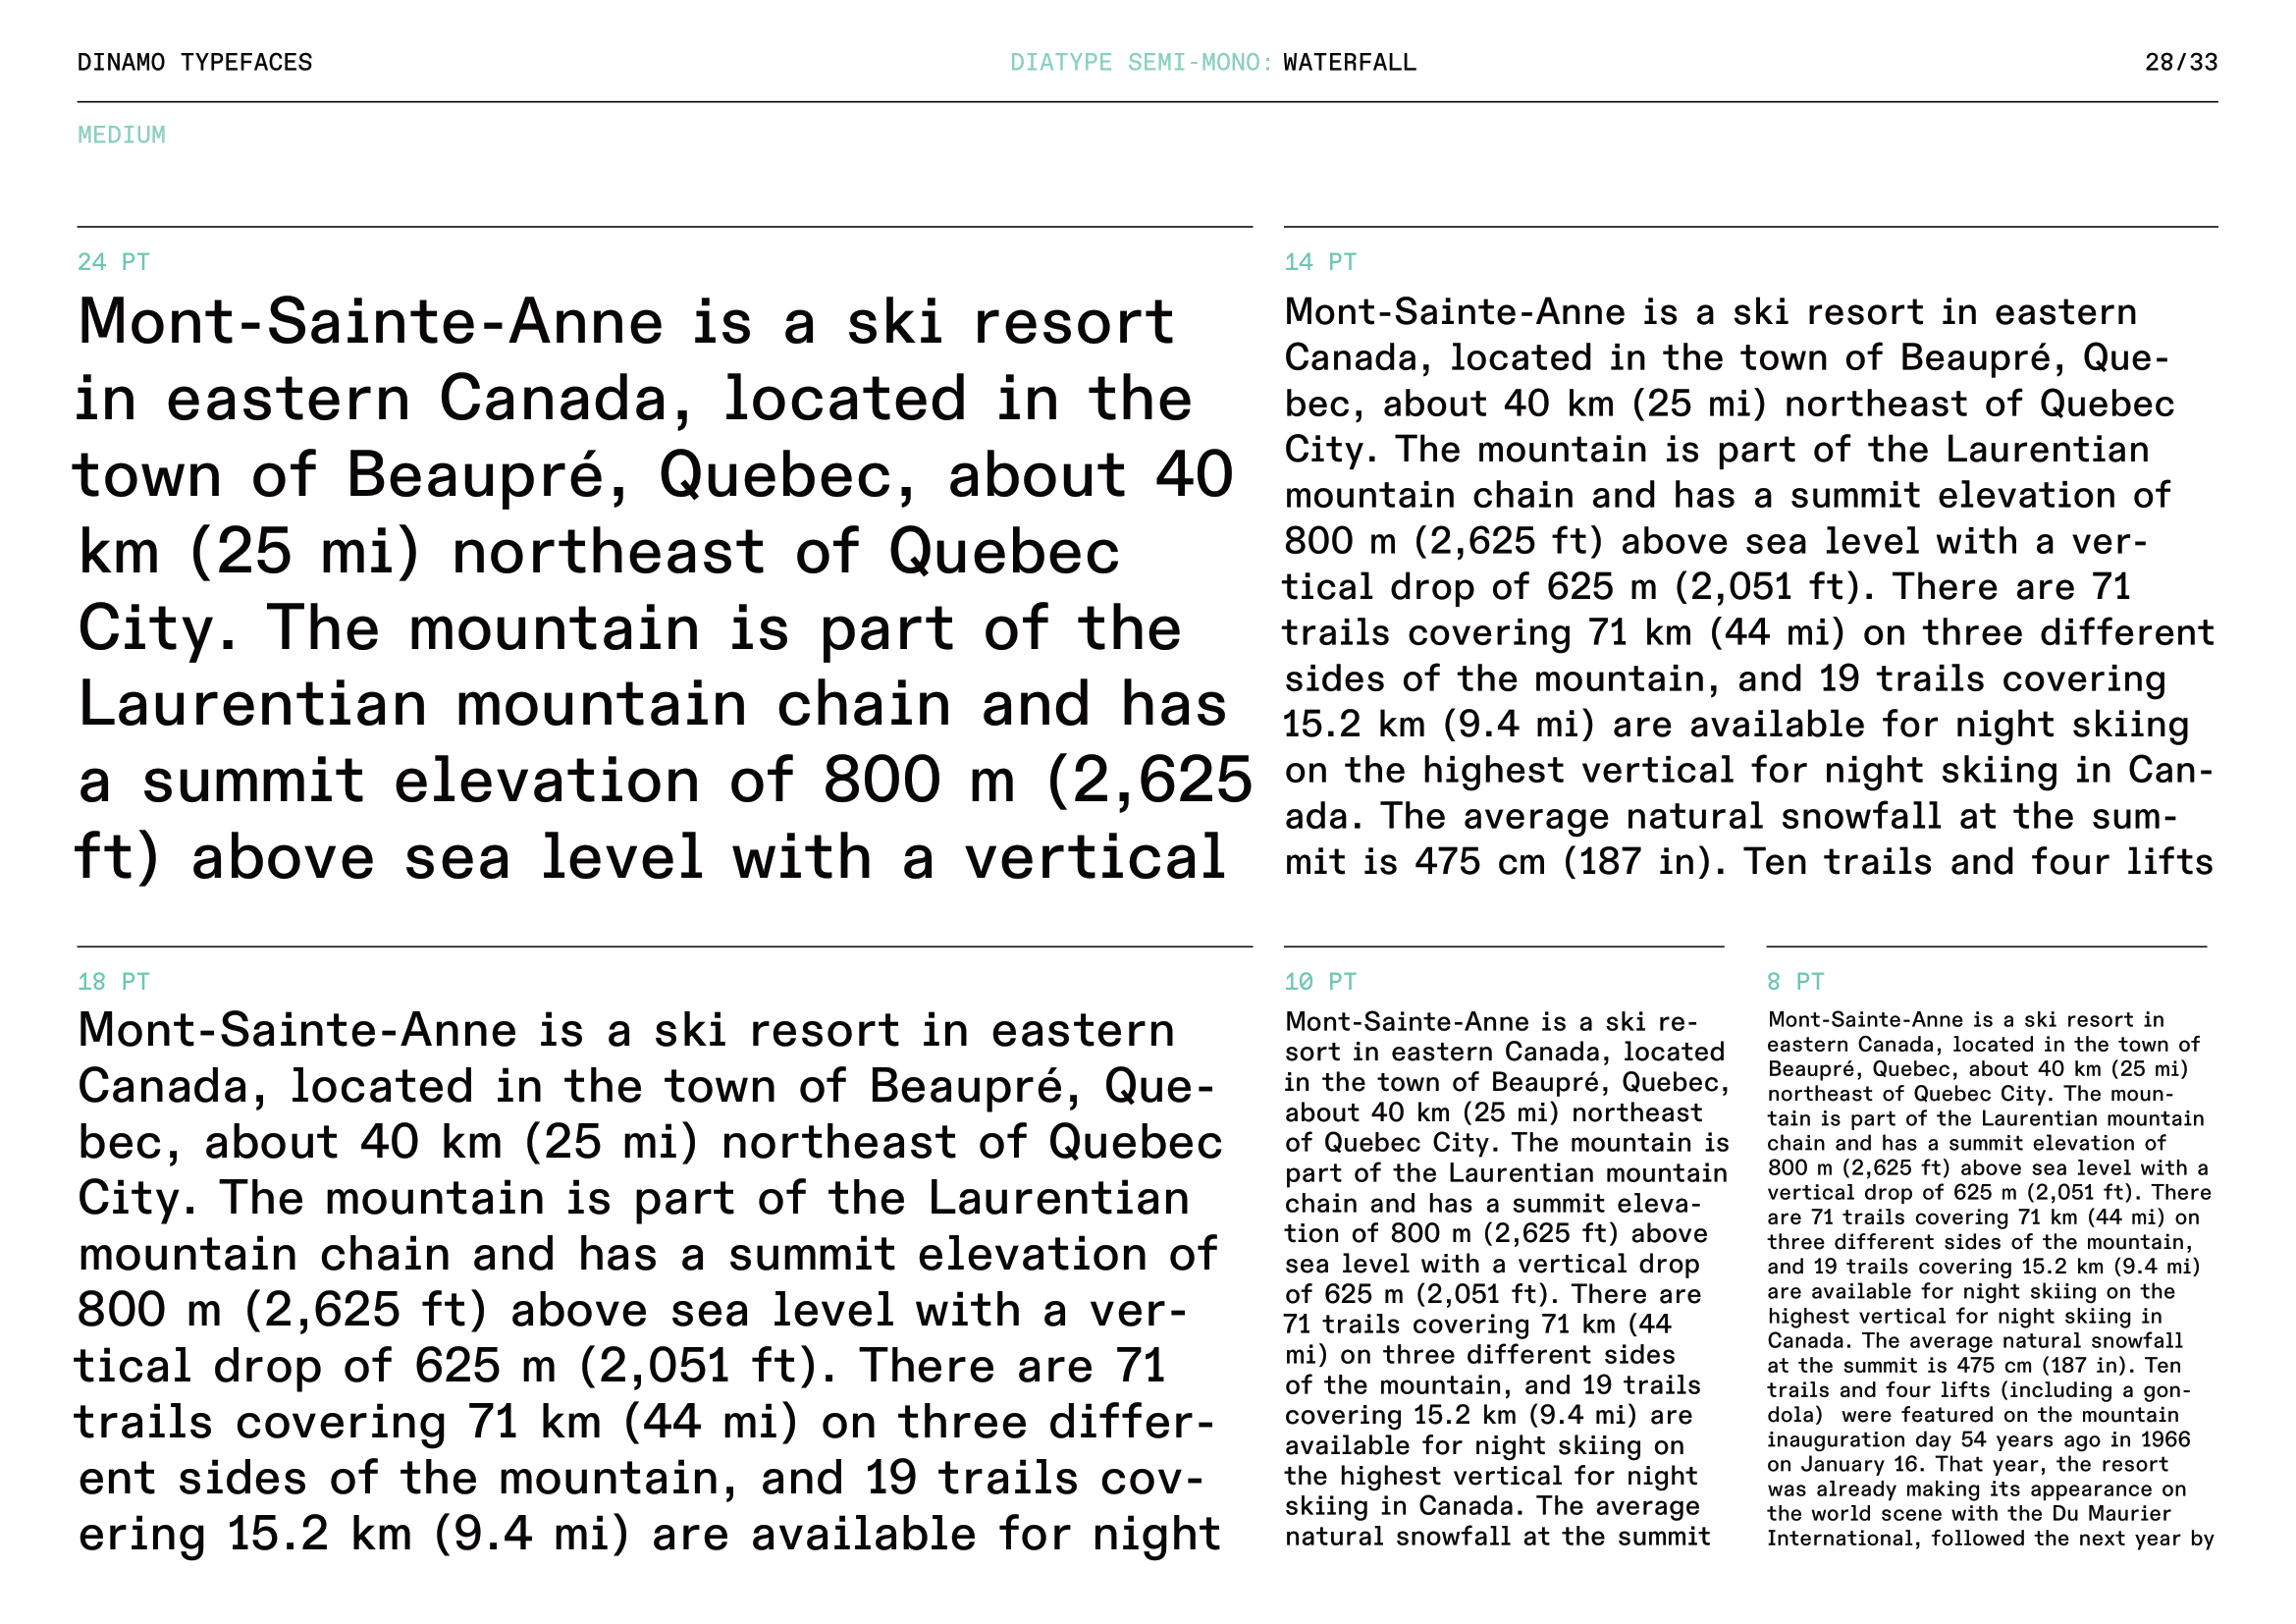 DINAMO TYPEFACES
DIATYPE SEMI-MONO: WATERFALL
28/33
MEDIUM
24 PT
Mont-Sainte-Anne is a ski resort
in eastern Canada, located in the
town of Beaupré, Quebec, about 40
km (25 mi) northeast of Quebec
City. The mountain is part of the
Laurentian mountain chain and has
a summit elevation of 800 m (2,625
ft) above sea level with a vertical
14 PT
Mont-Sainte-Anne is a ski resort in eastern
Canada, located in the town of Beaupré, Que-
bec, about 40 km (25 mi) northeast of Quebec
City. The mountain is part of the Laurentian
mountain chain and has a summit elevation of
800 m (2,625 ft) above sea level with a ver-
tical drop of 625 m (2,051 ft). There are 71
trails covering 71 km (44 mi) on three different
sides of the mountain, and 19 trails covering
15.2 km (9.4 mi) are available for night skiing
on the highest vertical for night skiing in Can-
ada. The average natural snowfall at the sum-
mit is 475 cm (187 in). Ten trails and four lifts
18 PT
Mont-Sainte-Anne is a ski resort in eastern
Canada, located in the town of Beaupré, Que-
bec, about 40 km (25 mi) northeast of Quebec
City. The mountain is part of the Laurentian
mountain chain and has a summit elevation of
800 m (2,625 ft) above sea level with a ver-
tical drop of 625 m (2,051 ft). There are 71
trails covering 71 km (44 mi) on three differ-
ent sides of the mountain, and 19 trails cov-
ering 15.2 km (9.4 mi) are available for night
10 PT
Mont-Sainte-Anne is a ski re-
sort in eastern Canada, located
in the town of Beaupré, Quebec,
about 40 km (25 mi) northeast
of Quebec City. The mountain is
part of the Laurentian mountain
chain and has a summit eleva-
tion of 800 m (2,625 ft) above
sea level with a vertical drop
of 625 m (2,051 ft). There are
71 trails covering 71 km (44
mi) on three different sides
of the mountain, and 19 trails
covering 15.2 km (9.4 mi) are
available for night skiing on
the highest vertical for night
skiing in Canada. The average
natural snowfall at the summit
8 PT
Mont-Sainte-Anne is a ski resort in
eastern Canada, located in the town of
Beaupré, Quebec, about 40 km (25 mi)
northeast of Quebec City. The moun-
tain is part of the Laurentian mountain
chain and has a summit elevation of
800 m (2,625 ft) above sea level with a
vertical drop of 625 m (2,051 ft). There
are 71 trails covering 71 km (44 mi) on
three different sides of the mountain,
and 19 trails covering 15.2 km (9.4 mi)
are available for night skiing on the
highest vertical for night skiing in
Canada. The average natural snowfall
at the summit is 475 cm (187 in). Ten
trails and four lifts (including a gon-
dola)  were featured on the mountain
inauguration day 54 years ago in 1966
on January 16. That year, the resort
was already making its appearance on
the world scene with the Du Maurier
International, followed the next year by